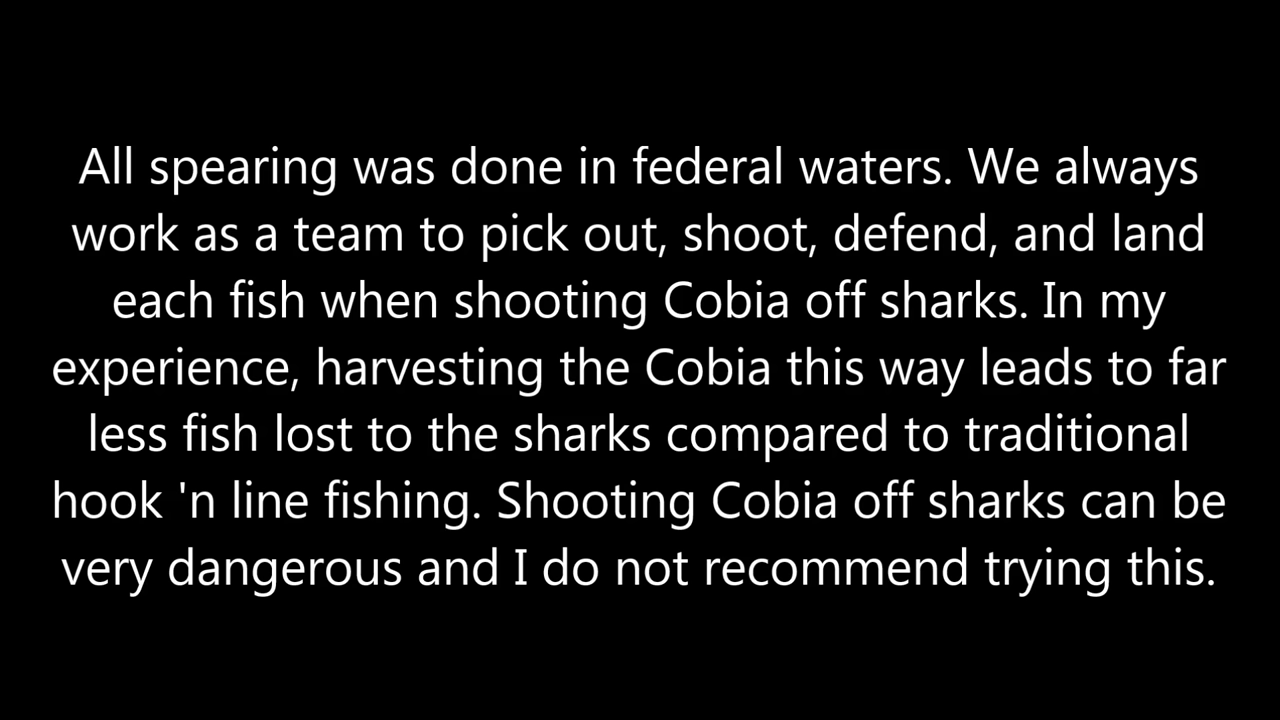 All spearing was done in federal waters. We always
work as a team to pick out, shoot, defend, and land
each fish when shooting Cobia off sharks. In my
experience, harvesting the Cobia this way leads to far
less fish lost to the sharks compared to traditional
hook 'n line fishing. Shooting Cobia off sharks can be
very dangerous and I do not recommend trying this.